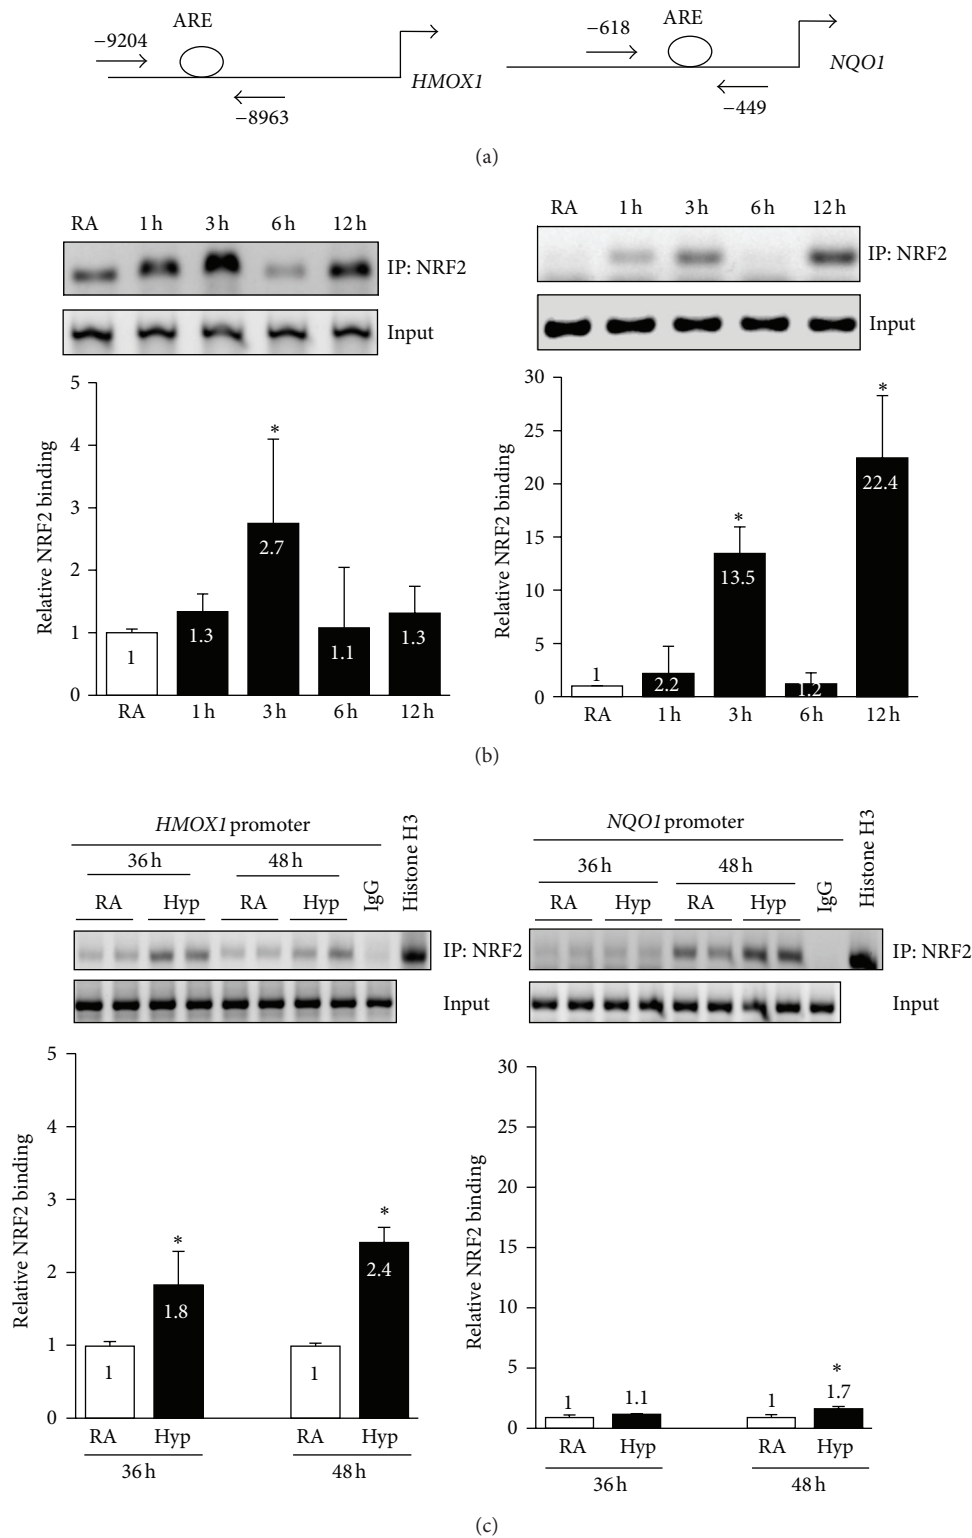 ARE
−9204
HMOX1
−8963
ARE
−618
NQO1
−449
(a)
RA 1 h 3 h 6 h 12 h
IP: NRF2
Input
5
4
3
2
1
0
Relative NRF2 binding
*
1
1.3
2.7
1.1
1.3
RA 1 h 3 h 6 h 12 h
RA 1 h 3 h 6 h 12 h
IP: NRF2
Input
30
25
20
15
10
5
0
Relative NRF2 binding
*
*
1
2.2
13.5
1.2
22.4
RA 1 h 3 h 6 h 12 h
(b)
HMOX1 promoter
36 h 48 h
RA Hyp RA Hyp IgG Histone H3
IP: NRF2
Input
5
4
3
2
1
0
Relative NRF2 binding
*
*
1
1.8
1
2.4
RA Hyp RA Hyp
36 h 48 h
NQO1 promoter
36 h 48 h
RA Hyp RA Hyp IgG Histone H3
IP: NRF2
Input
30
25
20
15
10
5
0
Relative NRF2 binding
*
1
1.1
1
1.7
RA Hyp RA Hyp
36 h 48 h
(c)